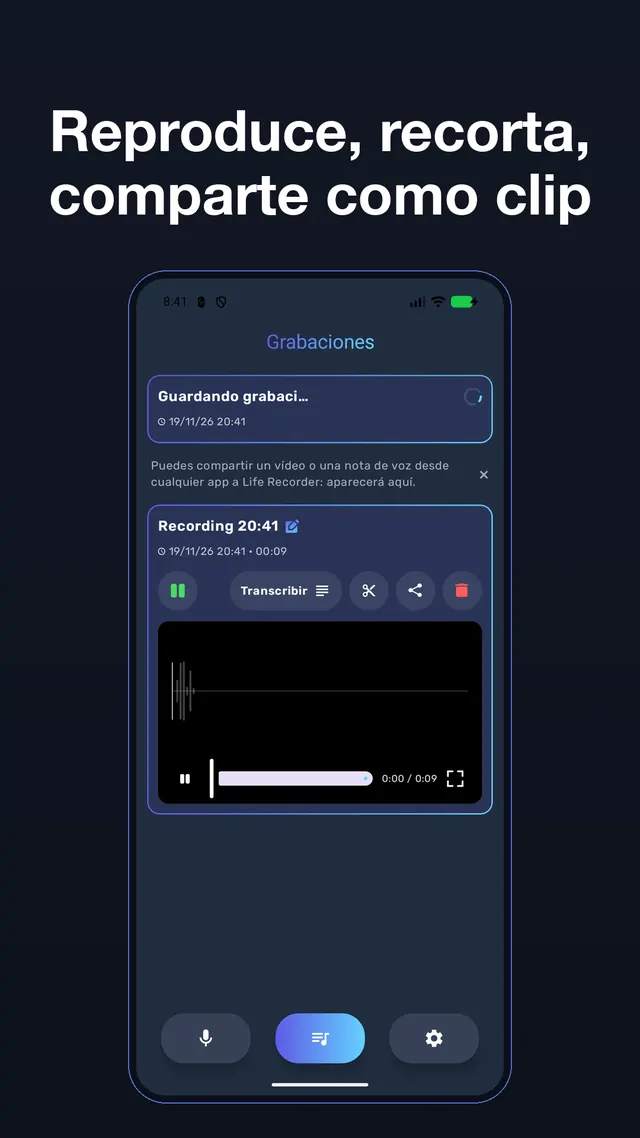 Reproduce, recorta,
comparte como clip
8:41
Grabaciones
Guardando grabaci...
19/11/26 20:41
Puedes compartir un vídeo o una nota de voz desde
cualquier app a Life Recorder: aparecerá aquí.
Recording 20:41
19/11/26 20:41 • 00:09
Transcribir
0:00 / 0:09